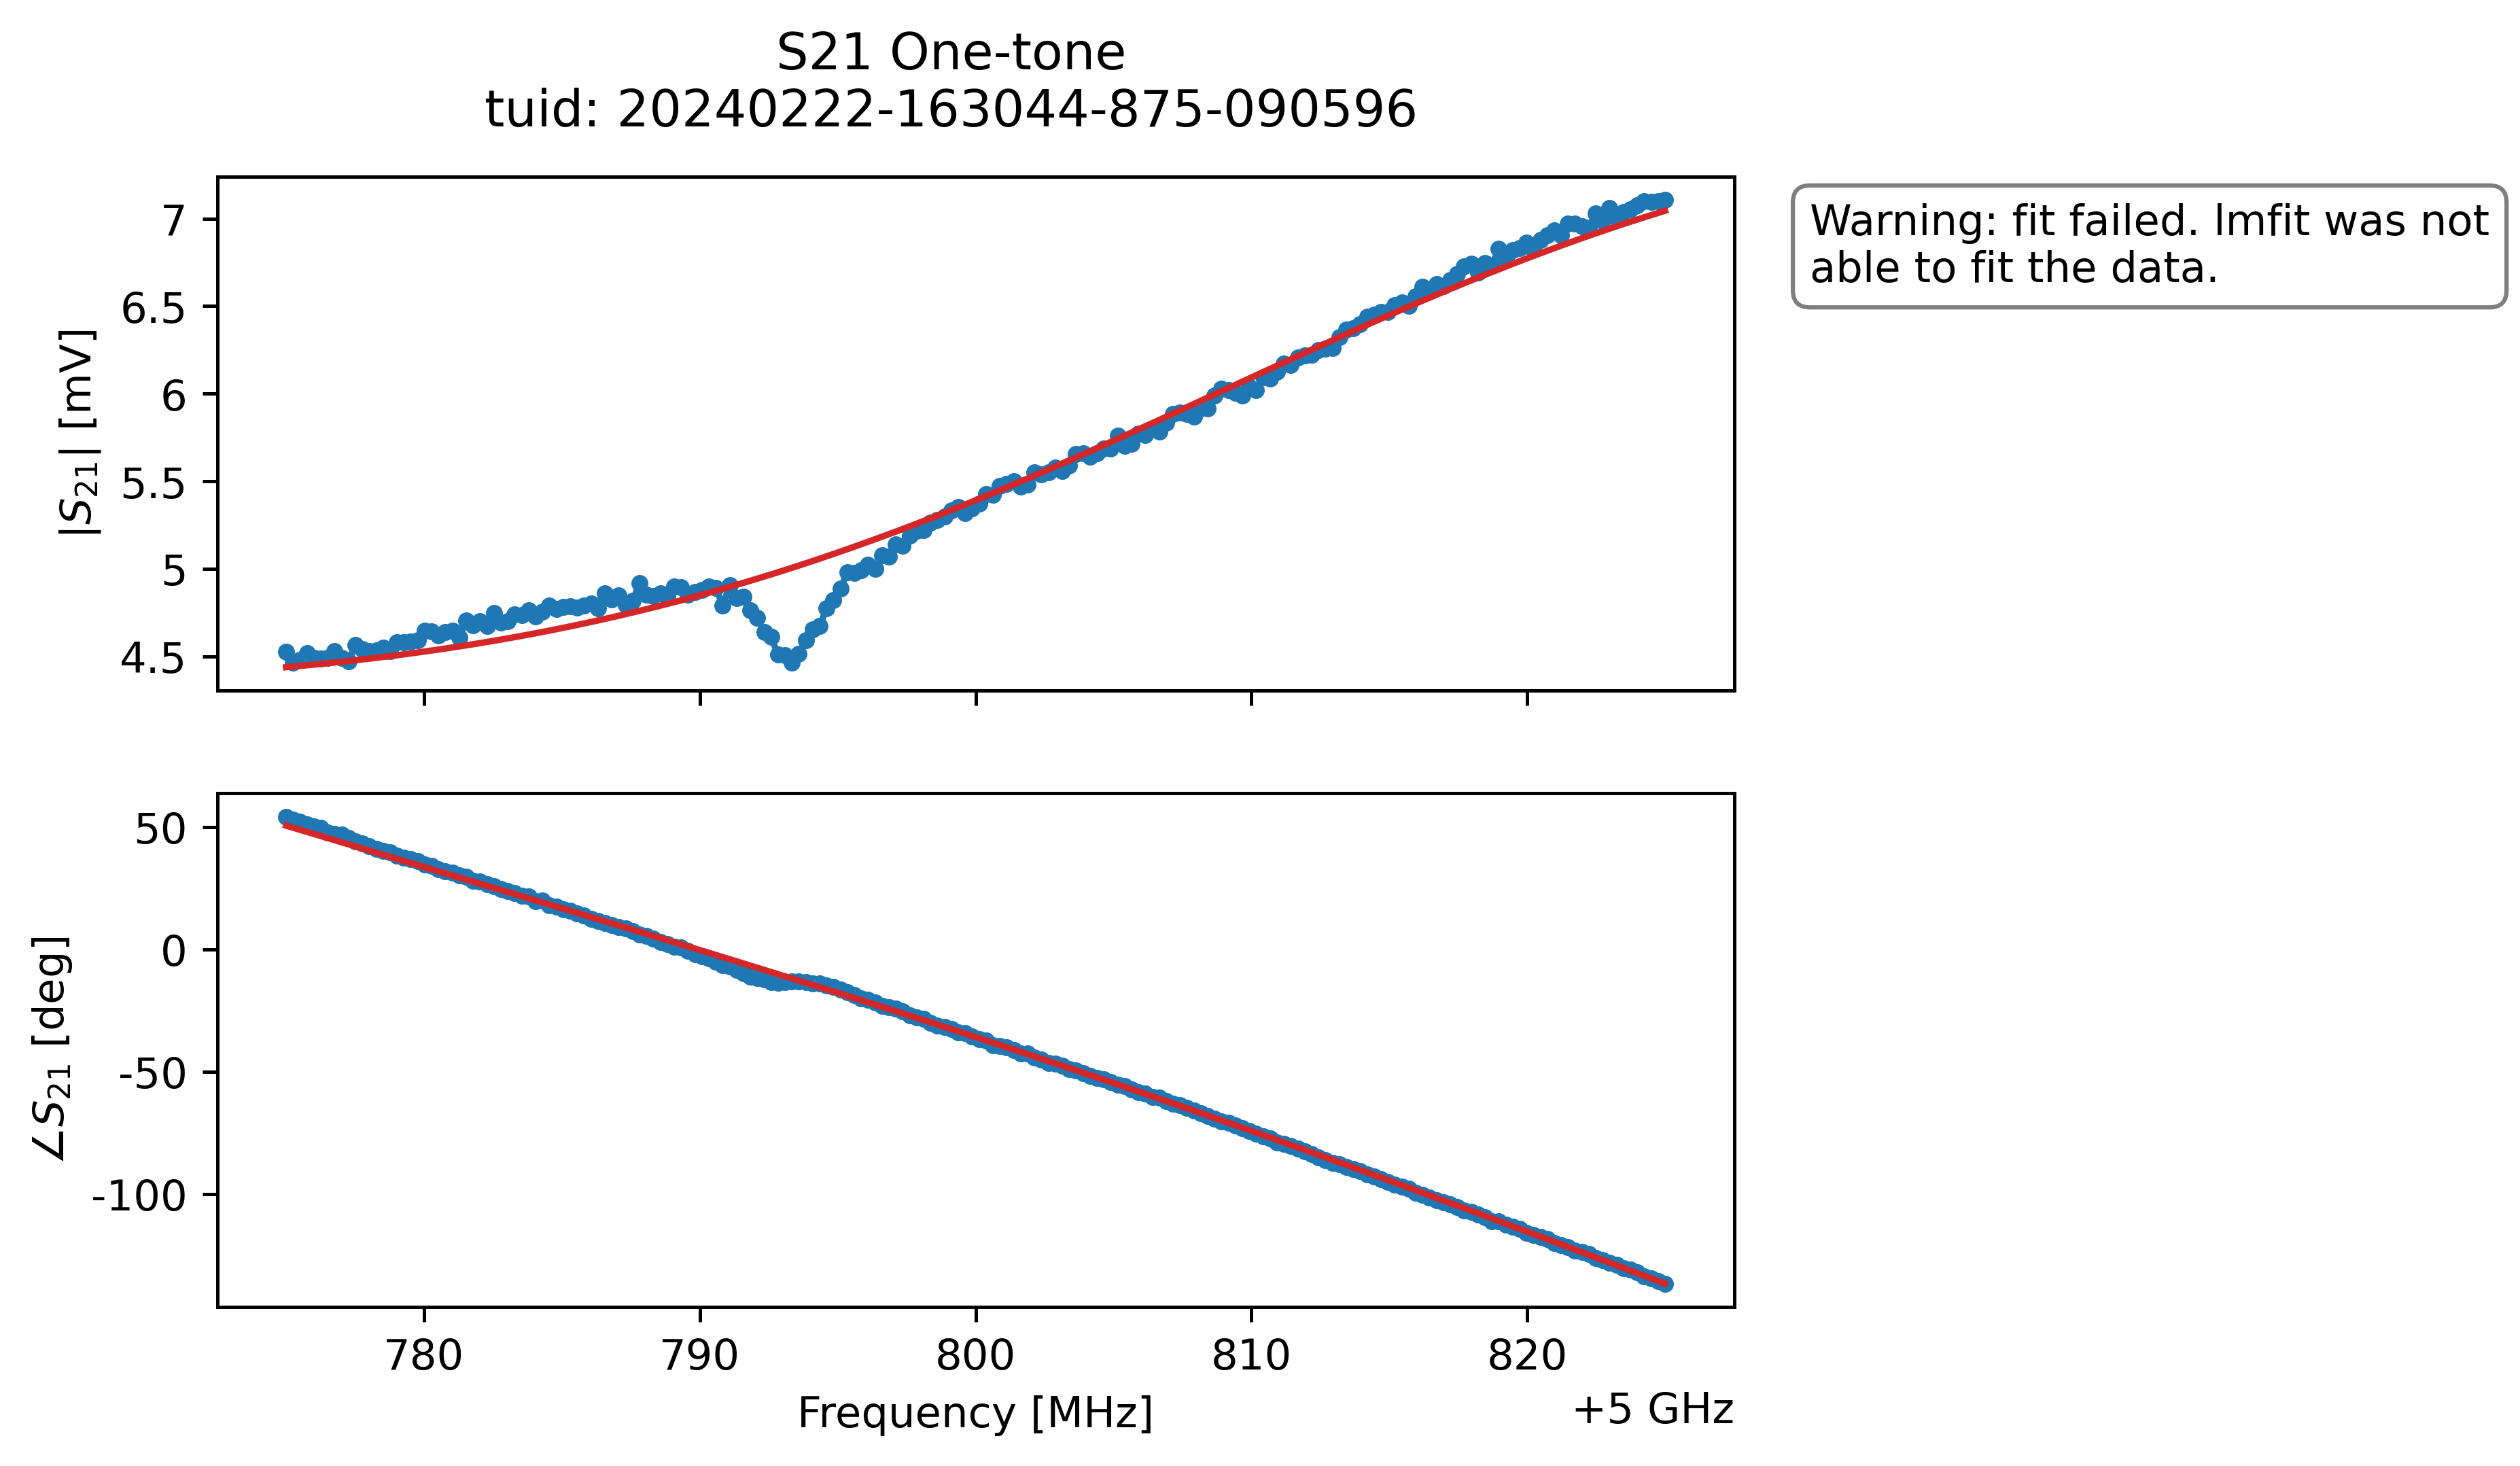 S21 One-tone
tuid: 20240222-163044-875-090596
Warning: fit failed. lmfit was not
able to fit the data.
|S₂₁| [mV]
7
6.5
6
5.5
5
4.5
∠S₂₁ [deg]
50
0
-50
-100
780 790 800 810 820
Frequency [MHz]
+5 GHz